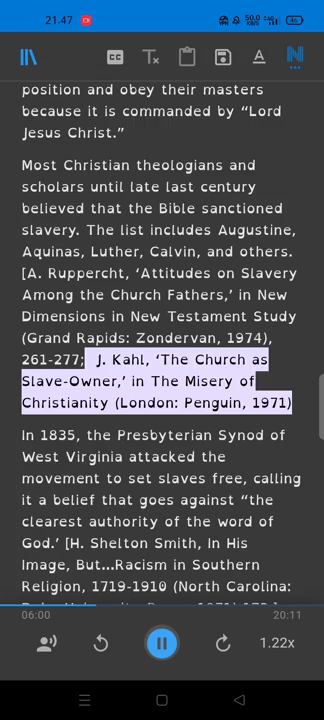 21.47
50.0 KB/S
46
CC
position and obey their masters
because it is commanded by “Lord
Jesus Christ.”
Most Christian theologians and
scholars until late last century
believed that the Bible sanctioned
slavery. The list includes Augustine,
Aquinas, Luther, Calvin, and others.
[A. Ruppercht, ‘Attitudes on Slavery
Among the Church Fathers,’ in New
Dimensions in New Testament Study
(Grand Rapids: Zondervan, 1974),
261-277; J. Kahl, ‘The Church as
Slave-Owner,’ in The Misery of
Christianity (London: Penguin, 1971)
In 1835, the Presbyterian Synod of
West Virginia attacked the
movement to set slaves free, calling
it a belief that goes against “the
clearest authority of the word of
God.’ [H. Shelton Smith, In His
Image, But...Racism in Southern
Religion, 1719-1910 (North Carolina:
06:00
20:11
1.22x